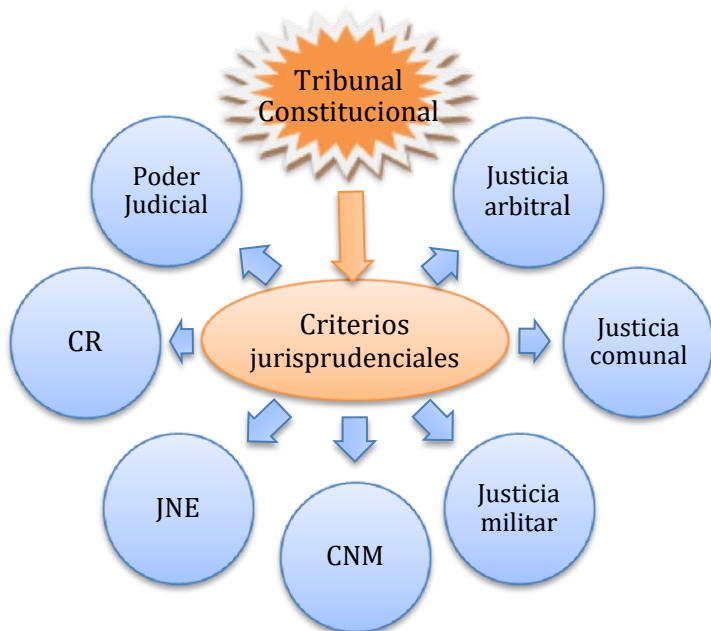 Tribunal
Constitucional
Poder
Judicial
Justicia
arbitral
CR
Criterios
jurisprudenciales
Justicia
comunal
JNE
CNM
Justicia
militar